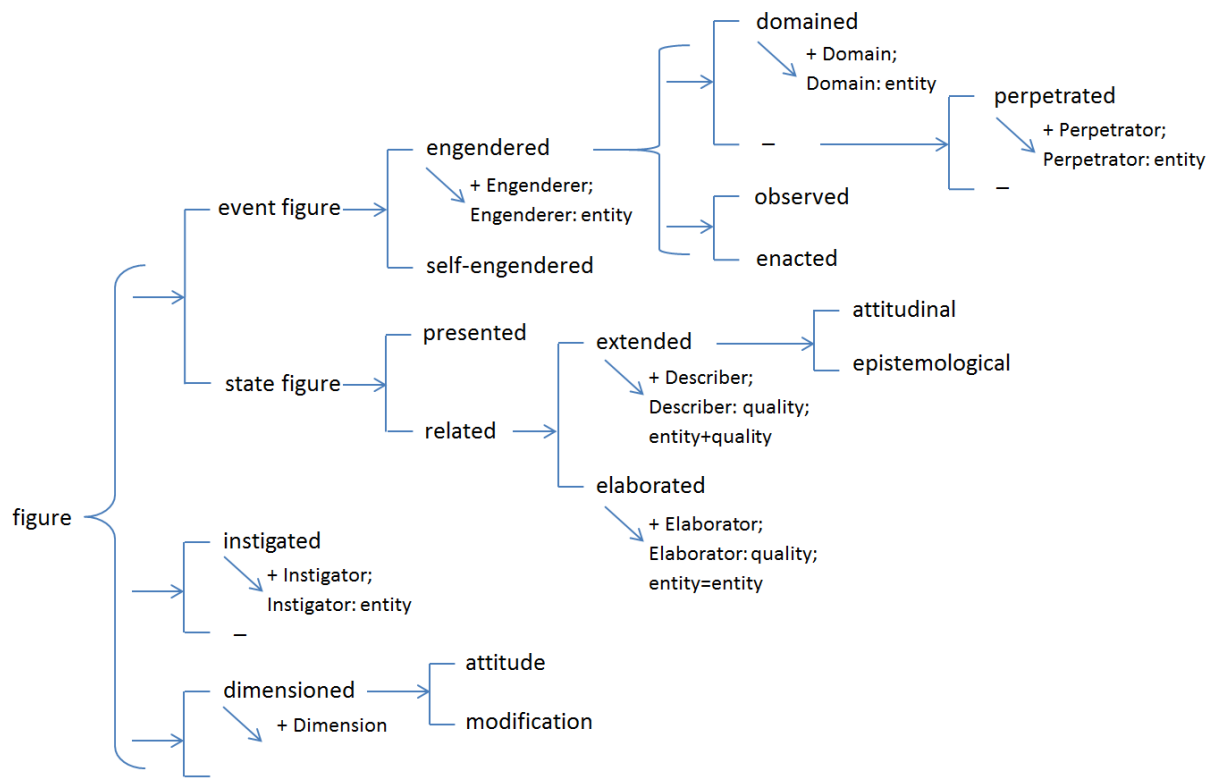 domained
+ Domain;
Domain: entity
perpetrated
+ Perpetrator;
Perpetrator: entity
–
–
engendered
+ Engenderer;
Engenderer: entity
observed
event figure
enacted
self-engendered
presented
extended
attitudinal
epistemological
+ Describer;
Describer: quality;
entity+quality
state figure
related
elaborated
+ Elaborator;
Elaborator: quality;
entity=entity
figure
instigated
+ Instigator;
Instigator: entity
–
dimensioned
+ Dimension
attitude
modification